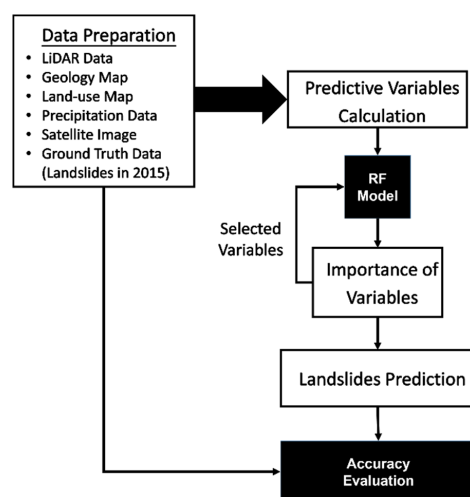 Data Preparation
• LiDAR Data
• Geology Map
• Land-use Map
• Precipitation Data
• Satellite Image
• Ground Truth Data
(Landslides in 2015)
Predictive Variables
Calculation
RF
Model
Selected
Variables
Importance of
Variables
Landslides Prediction
Accuracy
Evaluation